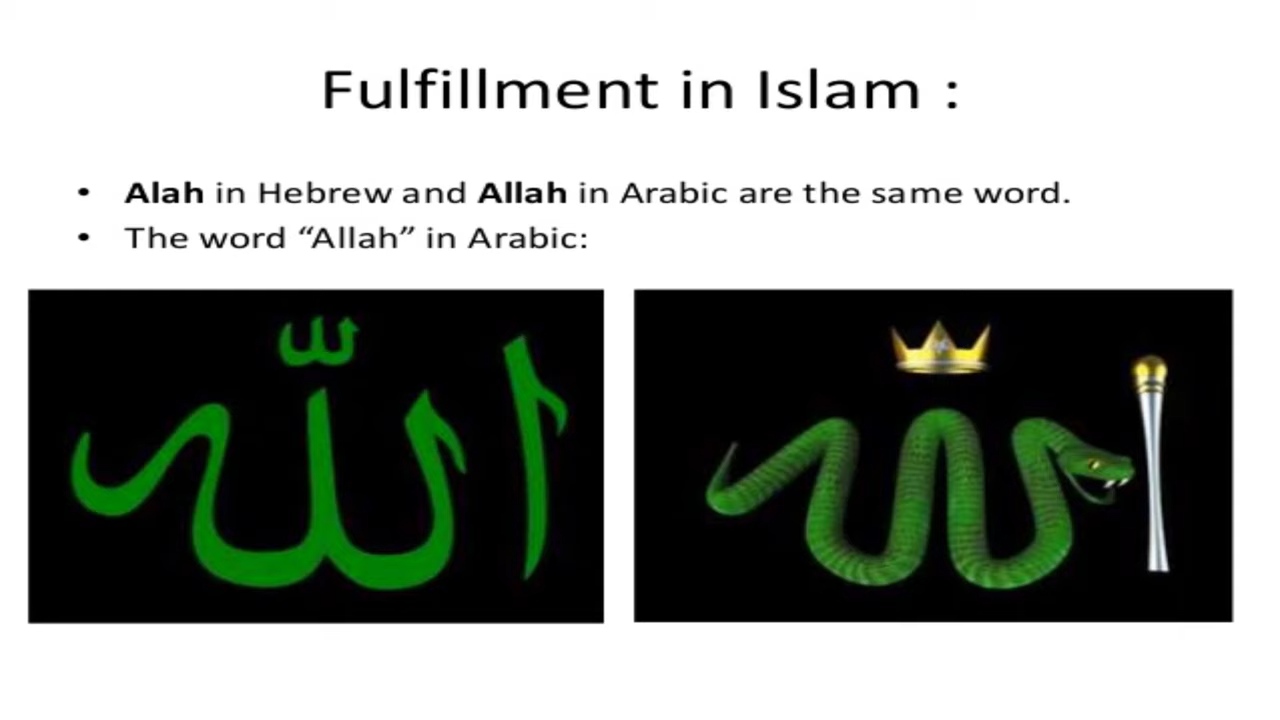 Fulfillment in Islam :
• Alah in Hebrew and Allah in Arabic are the same word.
• The word “Allah” in Arabic:
الله